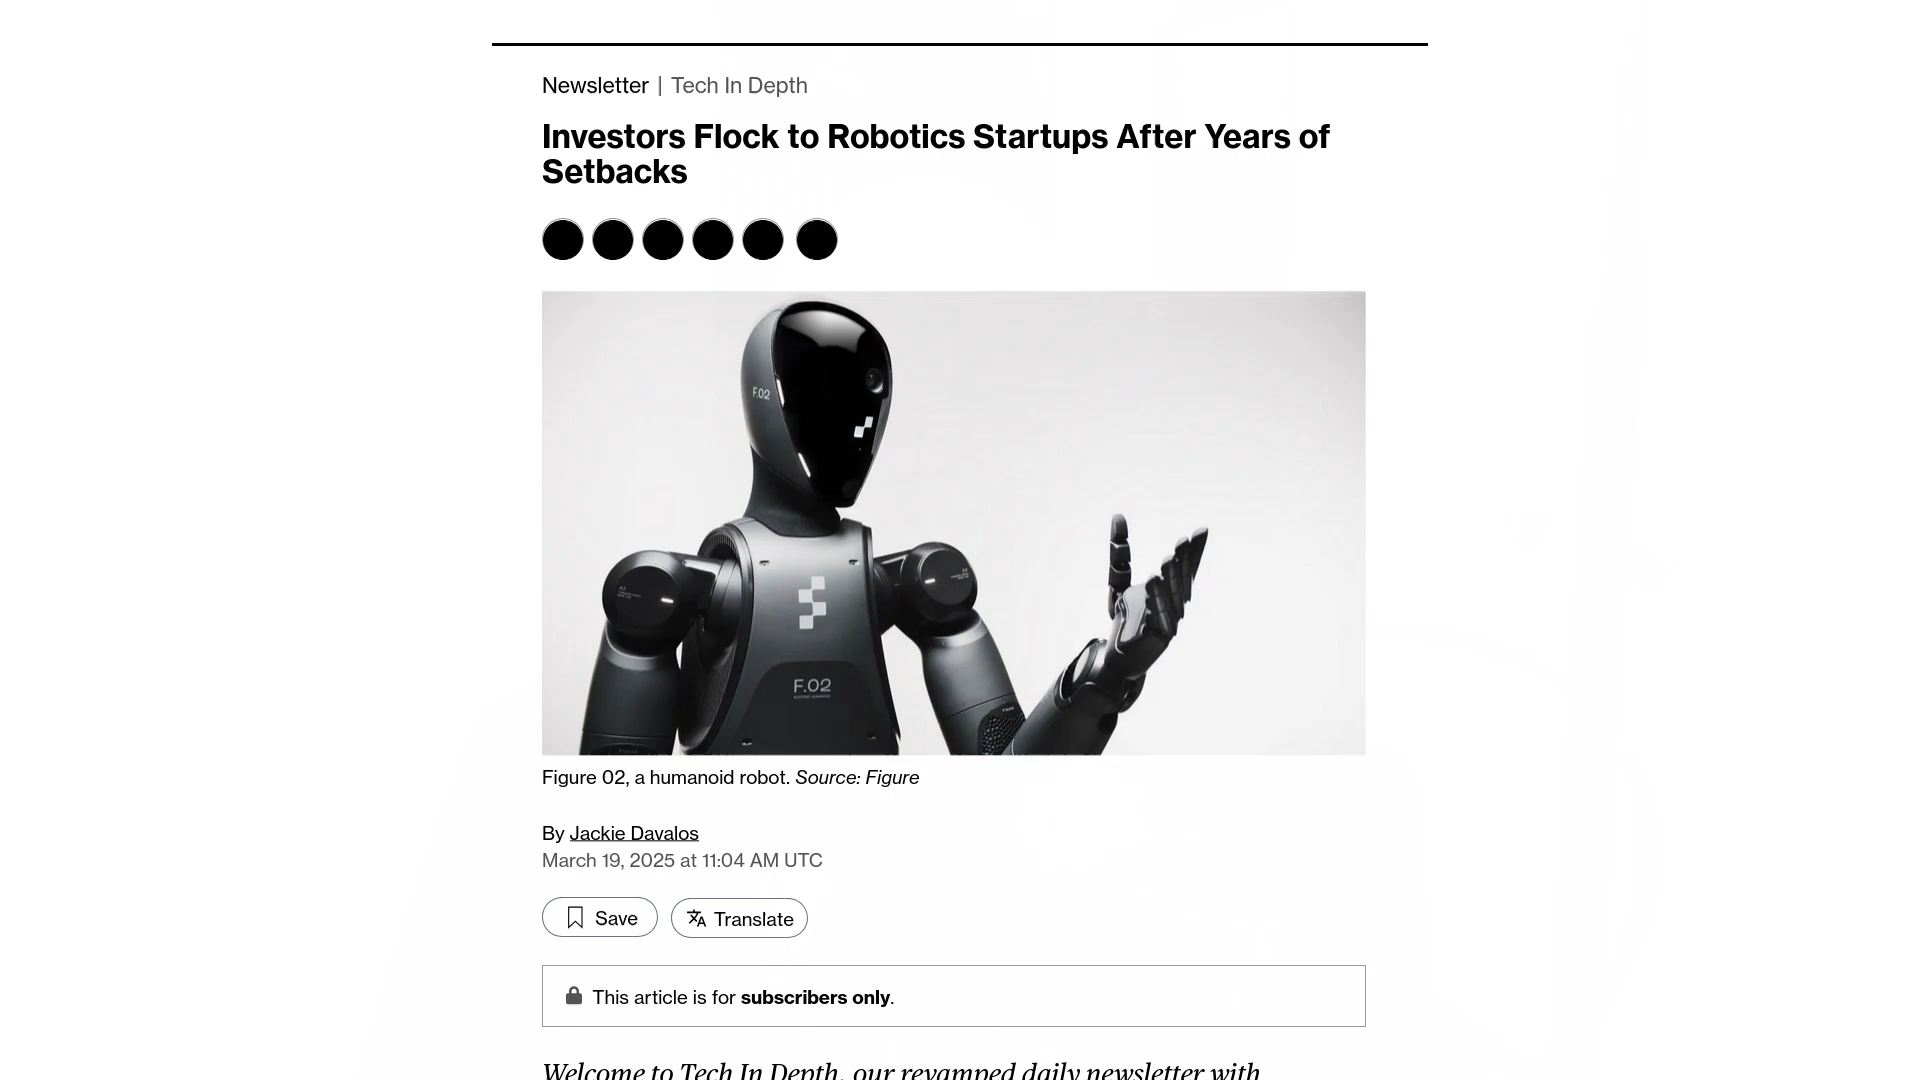 Newsletter | Tech In Depth
Investors Flock to Robotics Startups After Years of
Setbacks
F.02
F.02
Figure 02, a humanoid robot. Source: Figure
By Jackie Davalos
March 19, 2025 at 11:04 AM UTC
Save
Translate
This article is for subscribers only.
Welcome to Tech In Depth, our revamped daily newsletter with